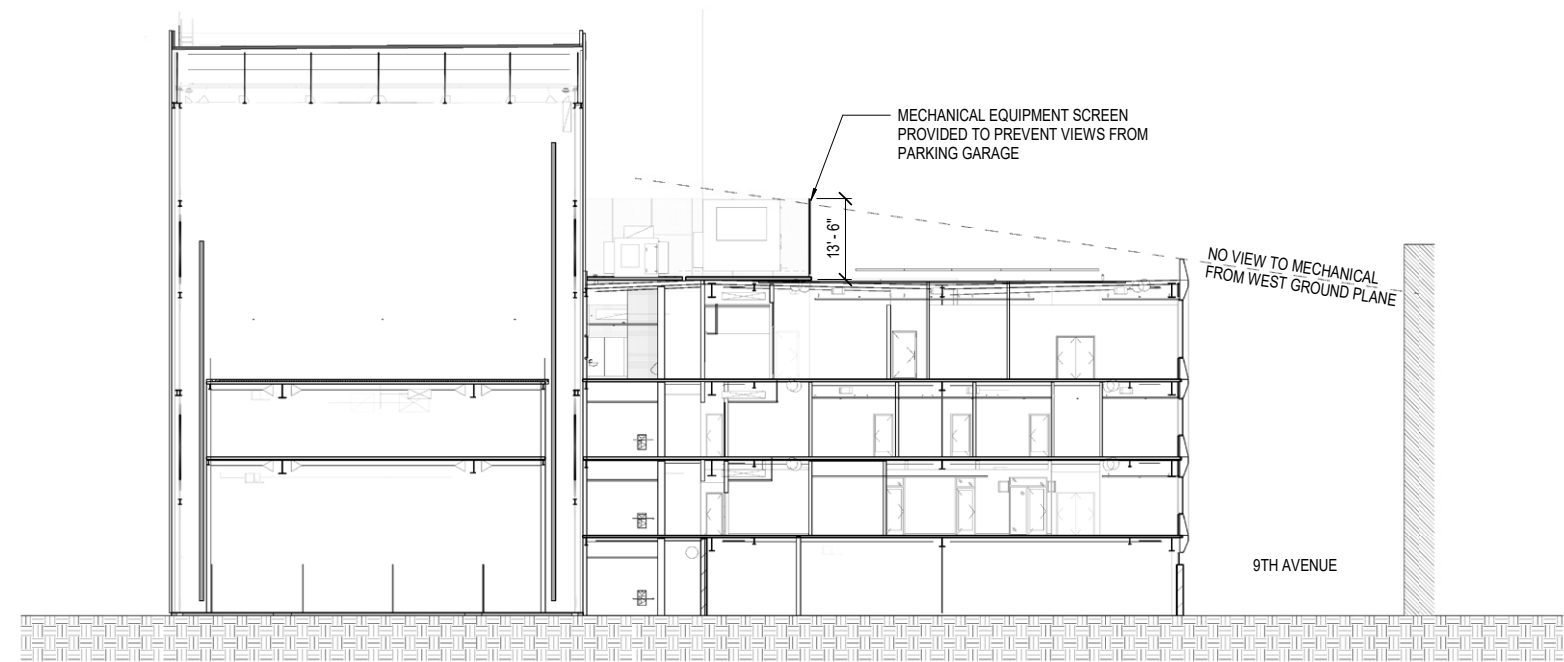 MECHANICAL EQUIPMENT SCREEN
PROVIDED TO PREVENT VIEWS FROM
PARKING GARAGE
13' - 6"
NO VIEW TO MECHANICAL
FROM WEST GROUND PLANE
9TH AVENUE